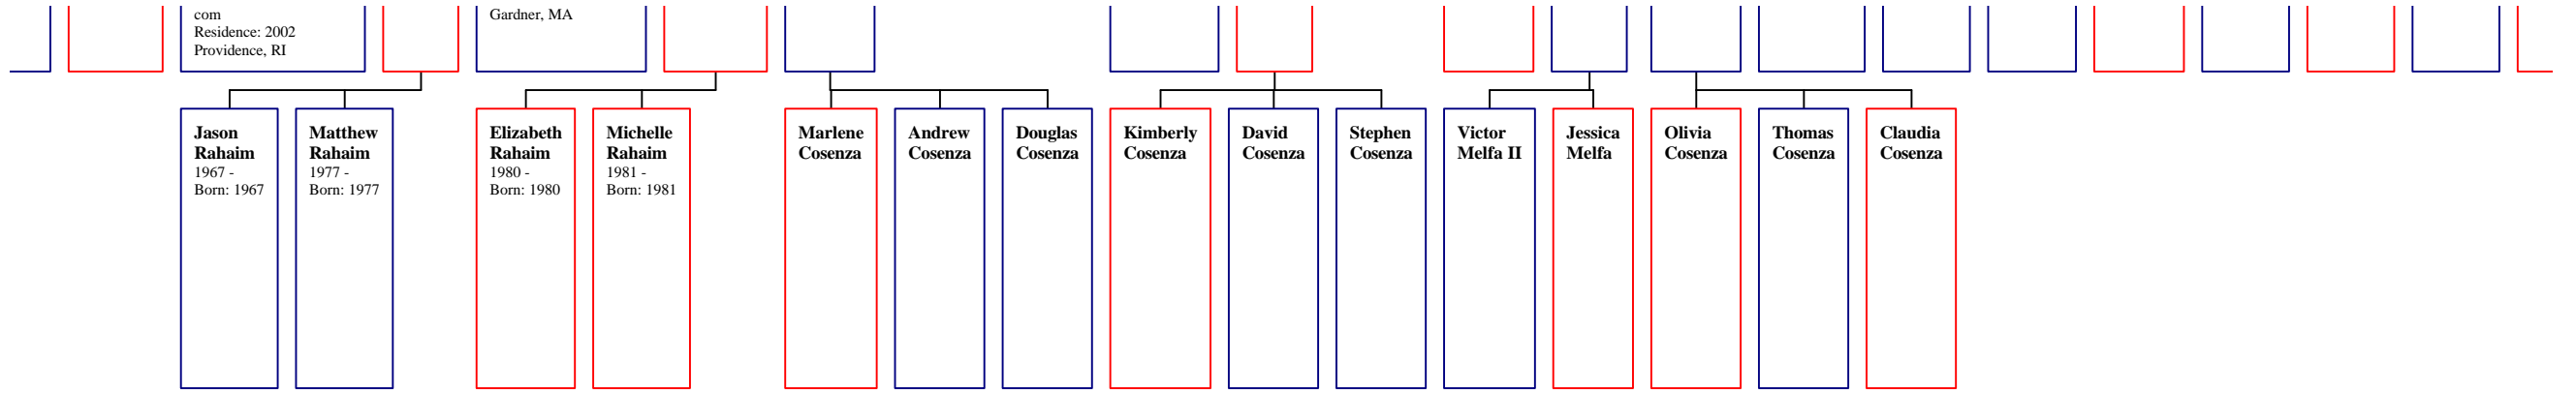 com
Residence: 2002
Providence, RI
Gardner, MA
Jason
Rahaim
1967 -
Born: 1967
Matthew
Rahaim
1977 -
Born: 1977
Elizabeth
Rahaim
1980 -
Born: 1980
Michelle
Rahaim
1981 -
Born: 1981
Marlene
Cosenza
Andrew
Cosenza
Douglas
Cosenza
Kimberly
Cosenza
David
Cosenza
Stephen
Cosenza
Victor
Melfa II
Jessica
Melfa
Olivia
Cosenza
Thomas
Cosenza
Claudia
Cosenza